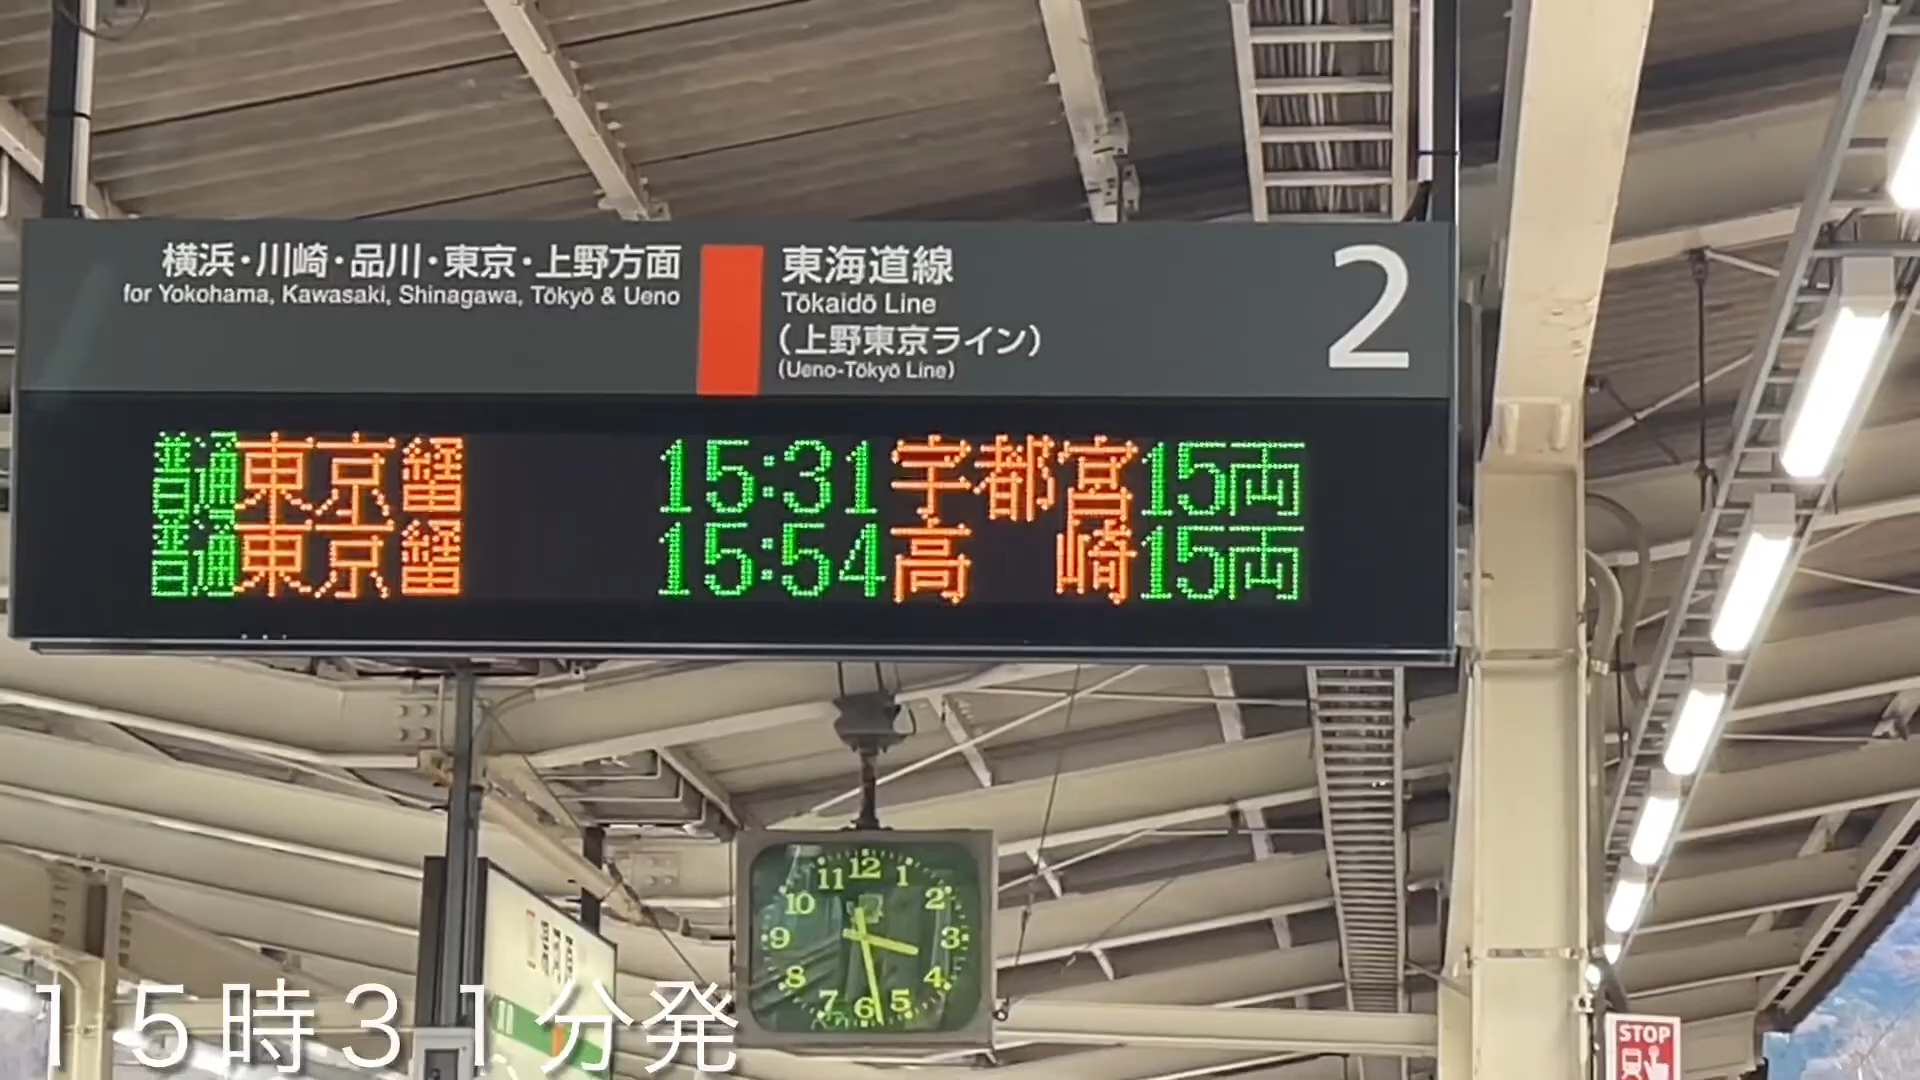 横浜・川崎・品川・東京・上野方面
for Yokohama, Kawasaki, Shinagawa, Tōkyō & Ueno
東海道線
Tōkaidō Line
(上野東京ライン)
(Ueno-Tōkyō Line)
2
普通 東京経由 15:31 宇都宮 15両
普通 東京経由 15:54 高崎 15両
12 1 2 3 4 5 6 7 8 9 10 11
STOP
15時31分発